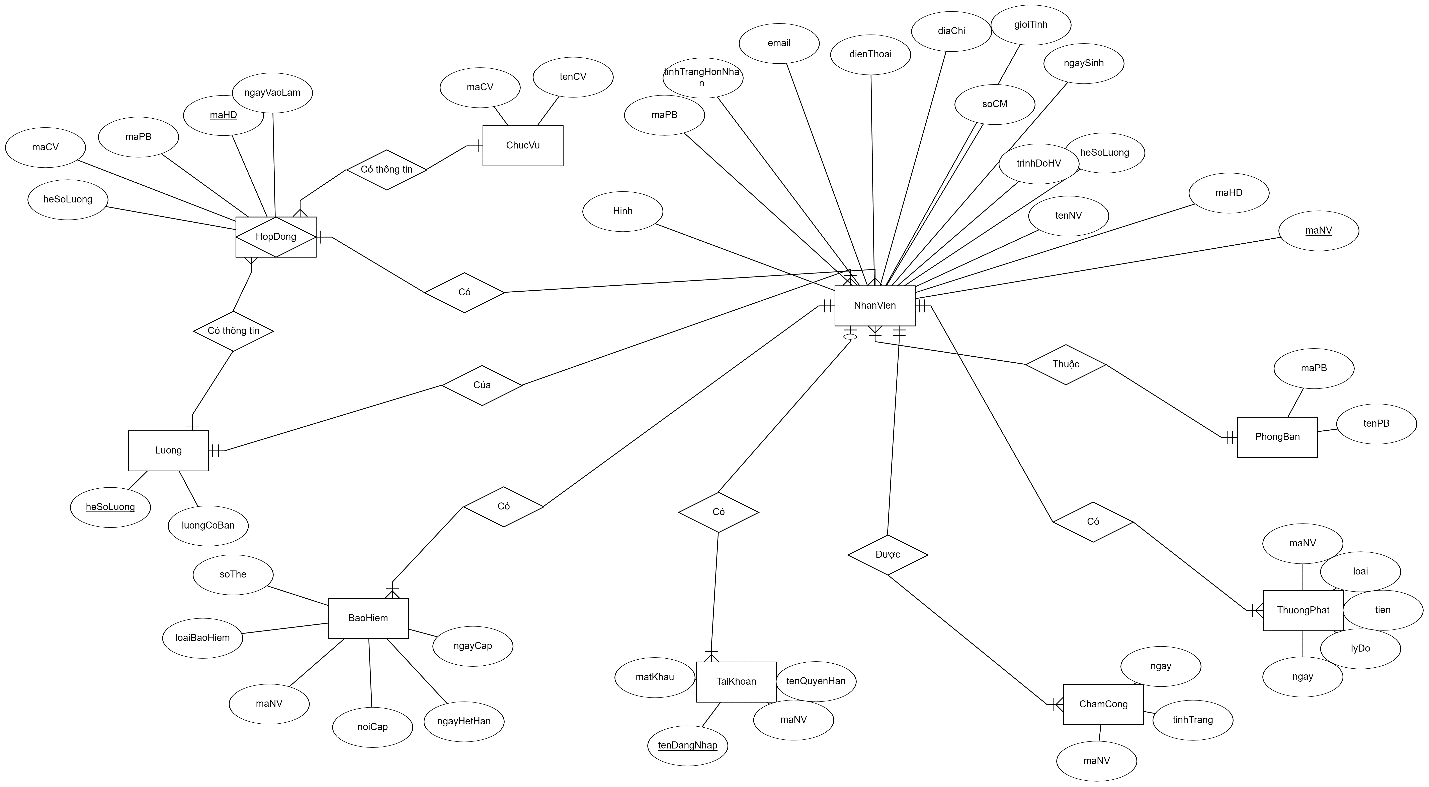 gioiTinh
diaChi
email
dienThoai
ngaySinh
tinhTrangHonNha
n
tenCV
maCV
ngayVaoLam
maHD
maPB
soCM
maPB
maCV
ChucVu
heSoLuong
trinhDoHV
Có thông tin
heSoLuong
maHD
Hinh
tenNV
maNV
HopDong
Có
NhanVien
Có thông tin
Thuộc
maPB
Của
tenPB
PhongBan
Luong
heSoLuong
Có
Có
Có
luongCoBan
maNV
Được
soThe
loai
BaoHiem
ThuongPhat
tien
loaiBaoHiem
ngayCap
lyDo
matKhau
TaiKhoan
tenQuyenHan
ngay
ngay
maNV
ChamCong
ngayHetHan
maNV
tinhTrang
noiCap
tenDangNhap
maNV